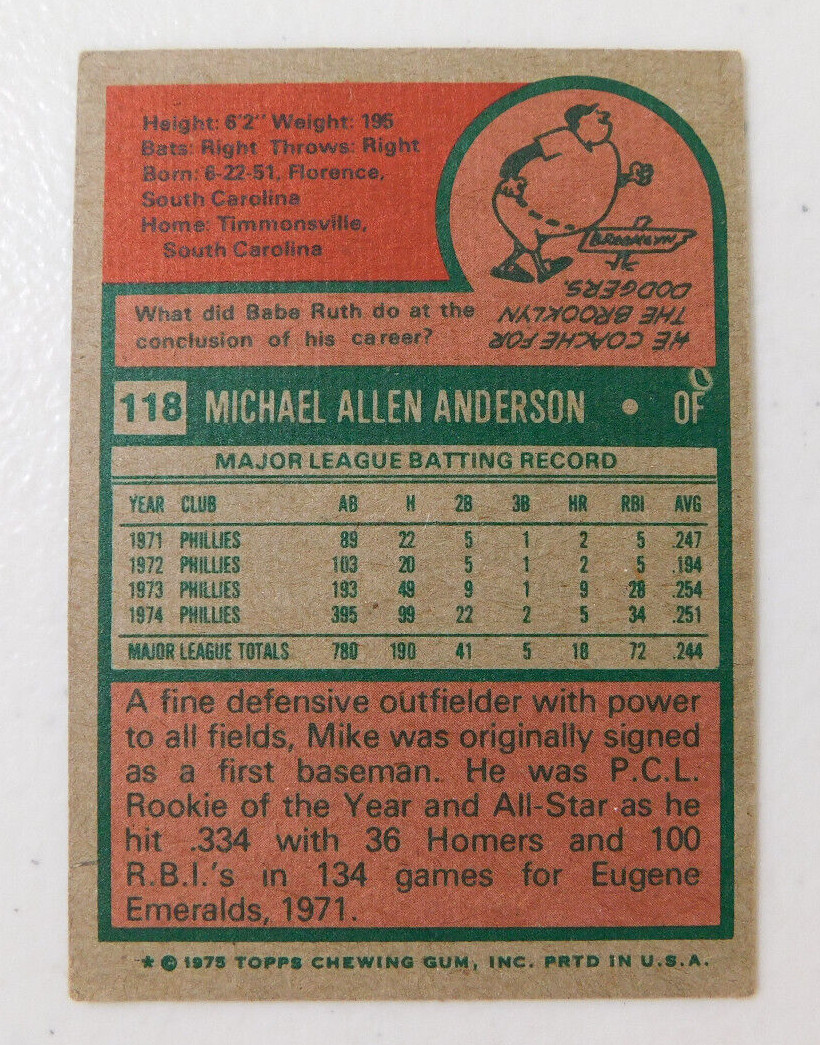 Height: 6'2" Weight: 195
Bats: Right Throws: Right
Born: 6-22-51, Florence,
South Carolina
Home: Timmonsville,
South Carolina
What did Babe Ruth do at the
conclusion of his career?
BROOKLYN
HE COACHE FOR
THE BROOKLYN
DODGERS.
118 MICHAEL ALLEN ANDERSON • OF
MAJOR LEAGUE BATTING RECORD
YEAR CLUB AB H 2B 3B HR RBI AVG
1971 PHILLIES 89 22 5 1 2 5 .247
1972 PHILLIES 103 20 5 1 2 5 .194
1973 PHILLIES 193 49 9 1 9 28 .254
1974 PHILLIES 395 99 22 2 5 34 .251
MAJOR LEAGUE TOTALS 780 190 41 5 18 72 .244
A fine defensive outfielder with power
to all fields, Mike was originally signed
as a first baseman. He was P.C.L.
Rookie of the Year and All-Star as he
hit .334 with 36 Homers and 100
R.B.I.'s in 134 games for Eugene
Emeralds, 1971.
* © 1975 TOPPS CHEWING GUM, INC. PRTD IN U.S.A.